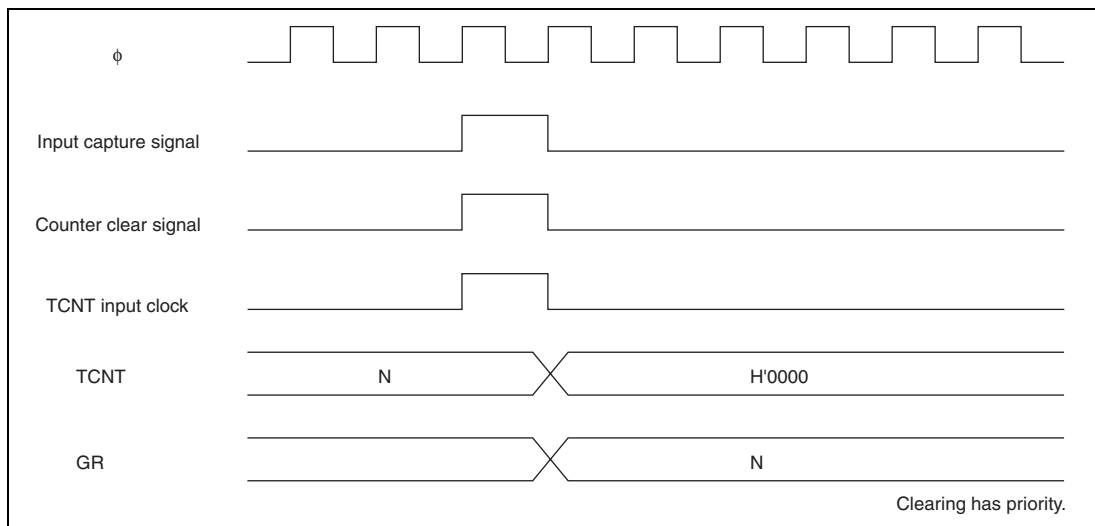 ϕ
Input capture signal
Counter clear signal
TCNT input clock
TCNT
N
H'0000
GR
N
Clearing has priority.